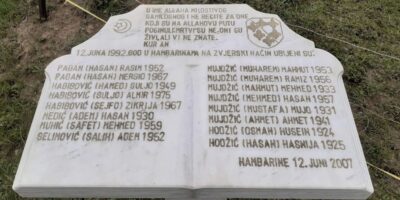 U IME ALLAHA MILOSTIVOG
SAMILOSNOG I NE RECITE ZA ONE
KOJI SU NA ALLAHOVU PUTU
POGINULI "MRTVI SU" NE, ONI SU
ŽIVI, ALI VI NE ZNATE.
KUR AN
12. JUNA 1992. GOD U HAMBARINAMA NA ZVJERSKI NAČIN UBIJENI SU:
PAĐAN (HASAN) RASIM 1952
PAĐAN (HASAN) MERSID 1967
HABIBOVIĆ (HAMED) SULJO 1949
HABIBOVIĆ (SULJO) ALMIR 1975
HABIBOVIĆ (SEJFO) ZIKRIJA 1967
MEDIĆ (ADEM) HASAN 1930
MUHIĆ (SAFET) MEHMED 1959
SELIMOVIĆ (SALIH) ADEM 1952
MUJDŽIĆ (MUHAREM) MAHMUT 1953
MUJDŽIĆ (MUHAREM) RAMIZ 1956
MUJDŽIĆ (MAHMUT) MEHMED 1933
MUJDŽIĆ (MEHMED) HASAN 1957
MUJDŽIĆ (MUSTAFA) MUJO 1931
MUJDŽIĆ (AHMET) AHMET 1941
HODŽIĆ (OSMAN) HUSEIN 1924
HODŽIĆ (HASAN) HASNIJA 1925
HAMBARINE 12. JUNI 2007